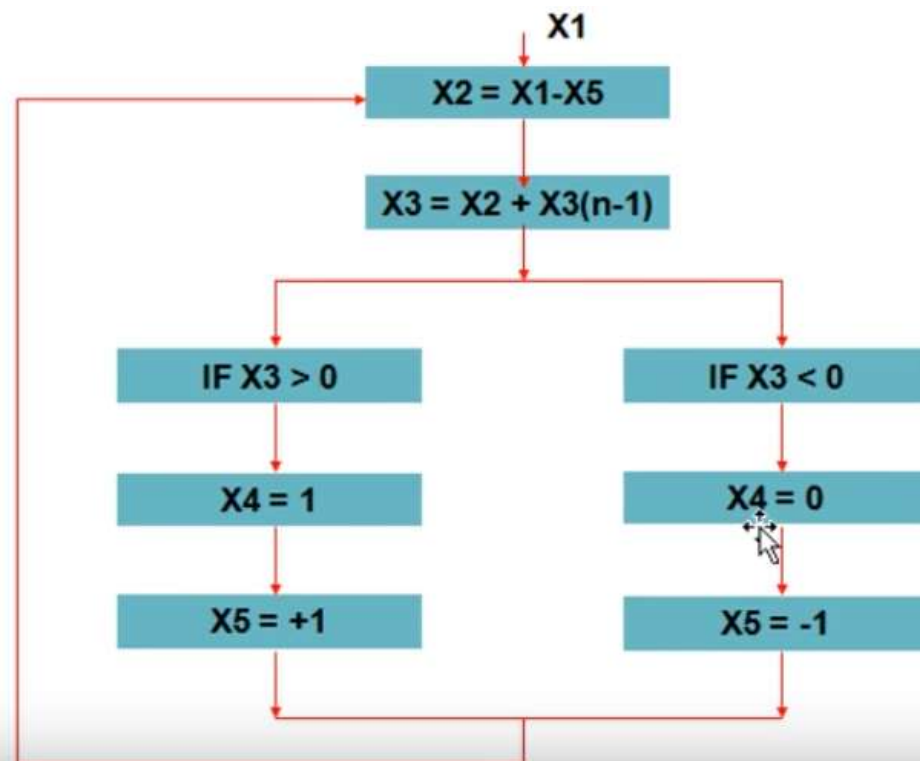 X1
X2 = X1-X5
X3 = X2 + X3(n-1)
IF X3 > 0
IF X3 < 0
X4 = 1
X4 = 0
X5 = +1
X5 = -1